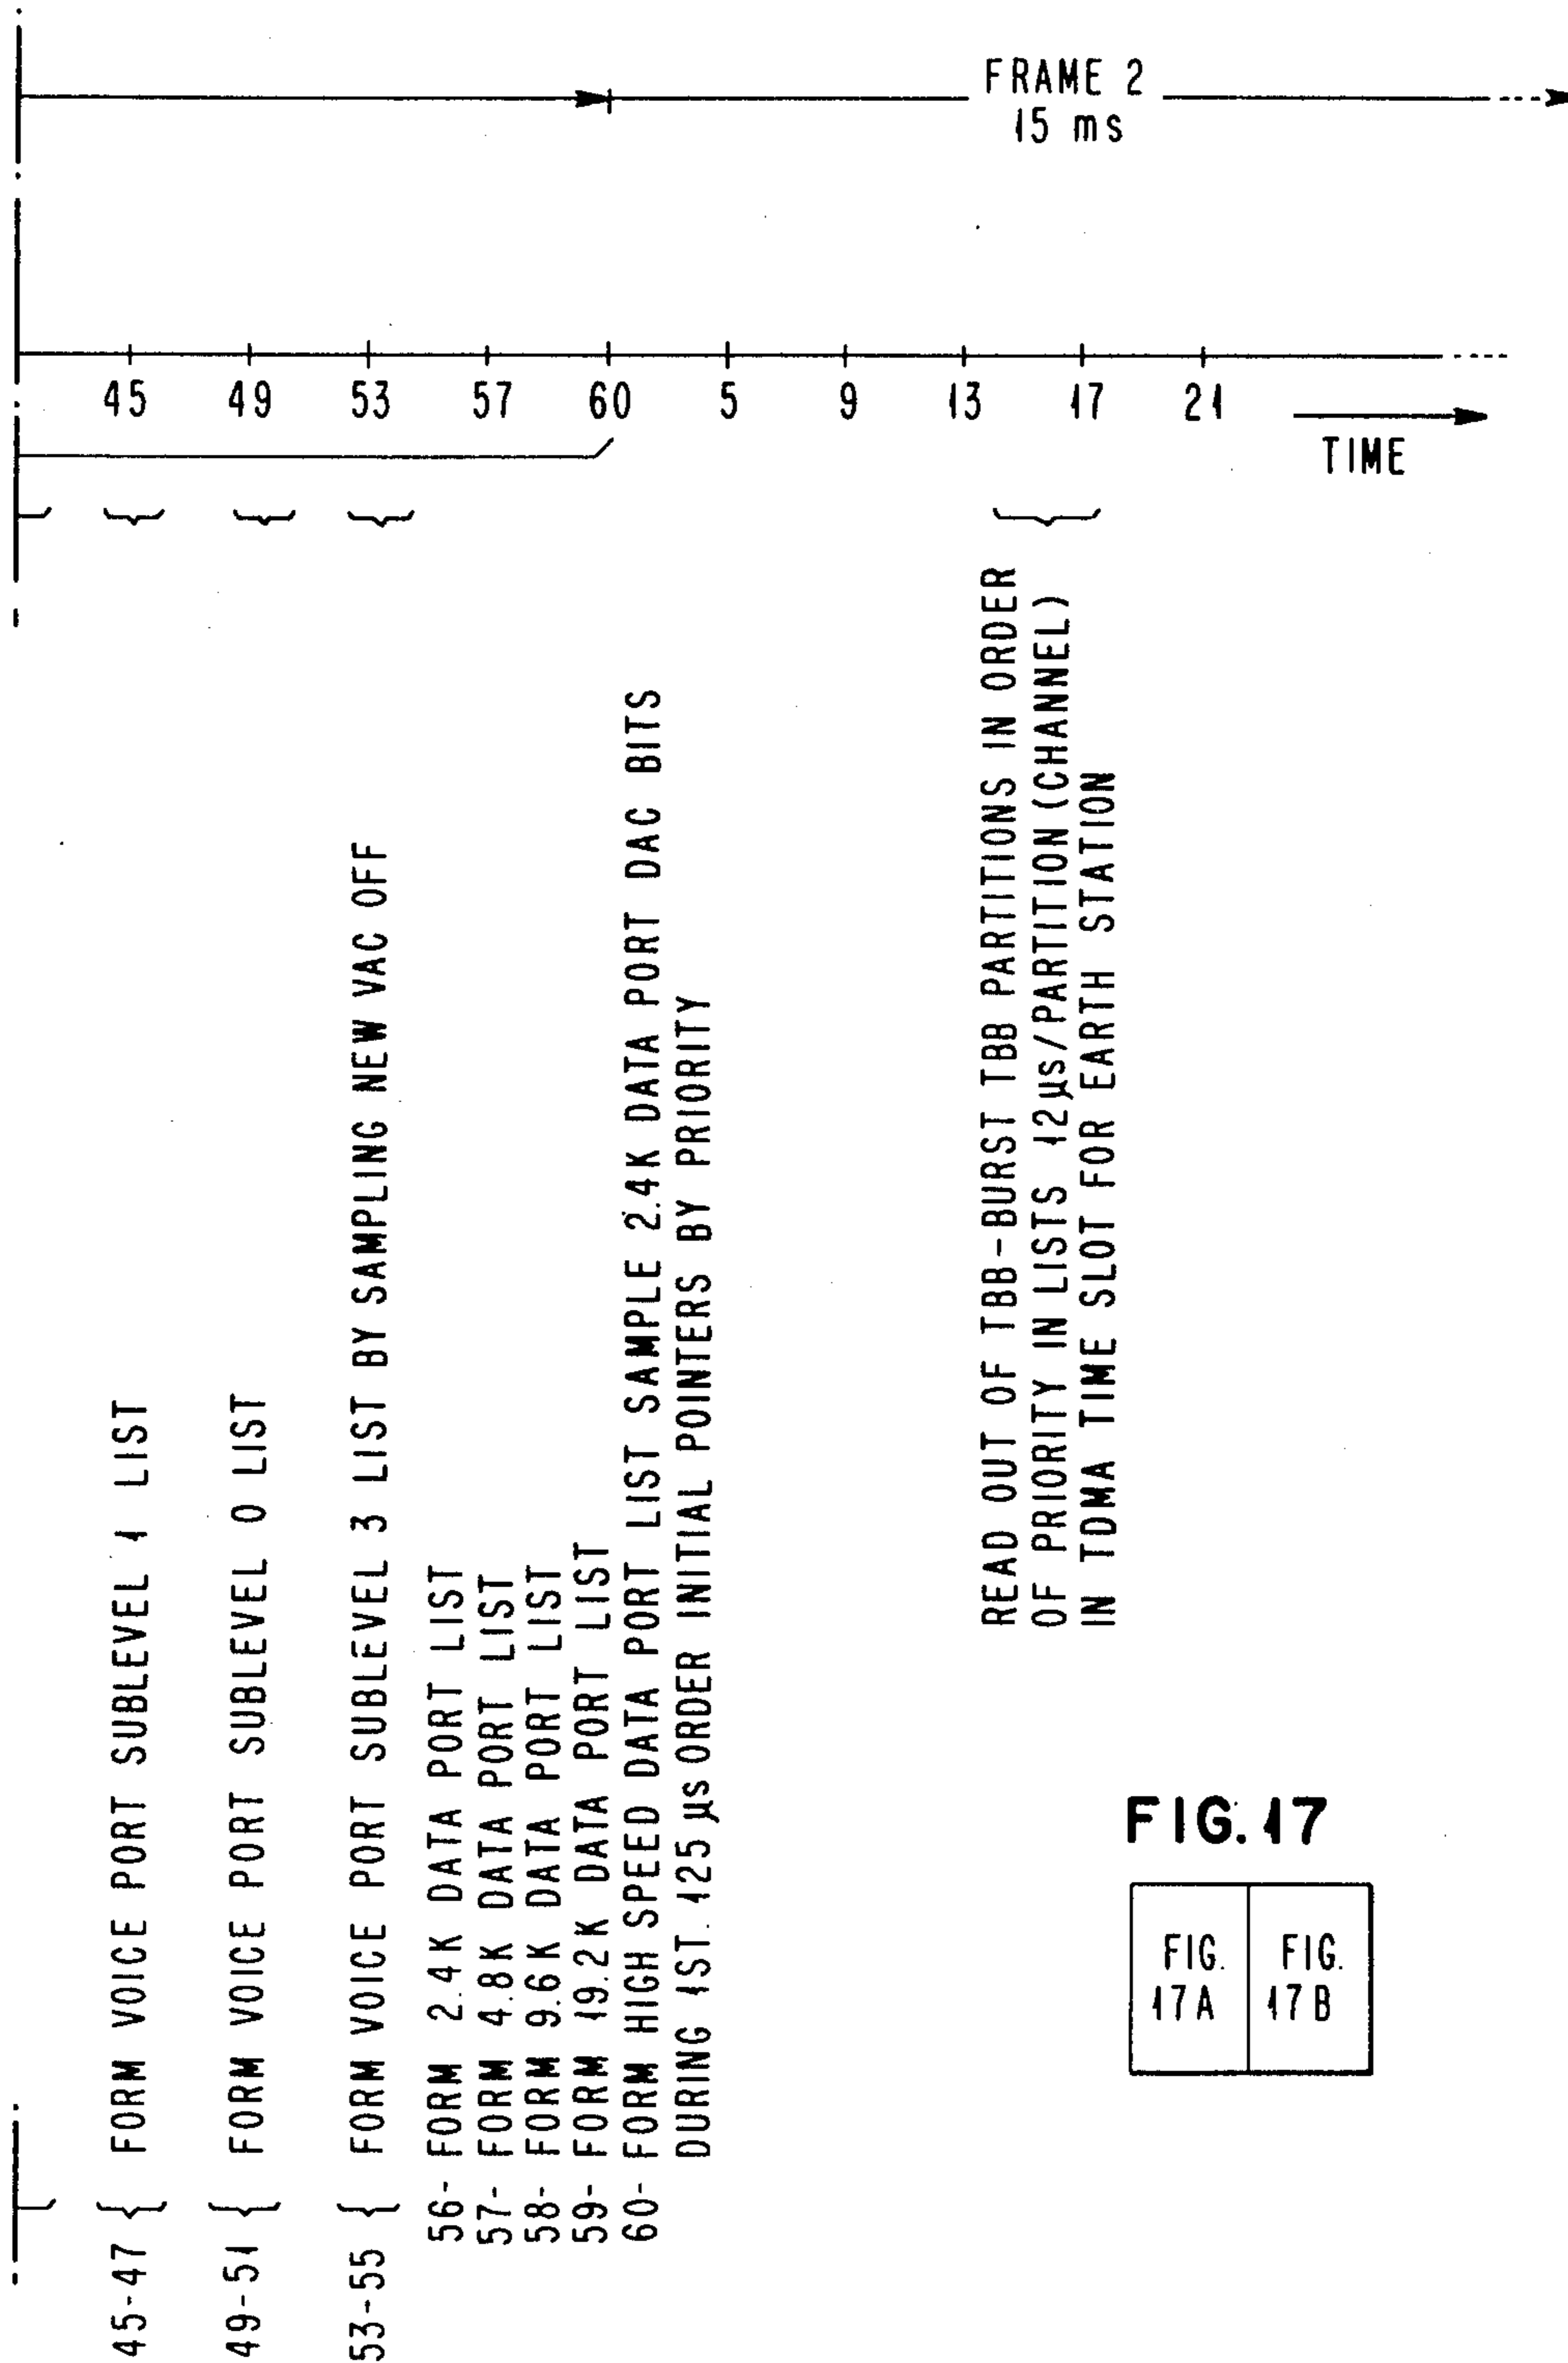 FRAME 2
15 ms
45 49 53 57 60 5 9 13 17 21
TIME
45-47 { FORM VOICE PORT SUBLEVEL 1 LIST
49-51 { FORM VOICE PORT SUBLEVEL 0 LIST
53-55 { FORM VOICE PORT SUBLEVEL 3 LIST BY SAMPLING NEW VAC OFF
56- FORM 2.4K DATA PORT LIST
57- FORM 4.8K DATA PORT LIST
58- FORM 9.6K DATA PORT LIST
59- FORM 19.2K DATA PORT LIST
60- FORM HIGH SPEED DATA PORT LIST SAMPLE 2.4K DATA PORT DAC BITS
DURING 1ST. 125 µs ORDER INITIAL POINTERS BY PRIORITY
READ OUT OF TBB-BURST TBB PARTITIONS IN ORDER
OF PRIORITY IN LISTS 12µs/PARTITION (CHANNEL)
IN TDMA TIME SLOT FOR EARTH STATION
FIG. 17
FIG.
17A
FIG.
17B